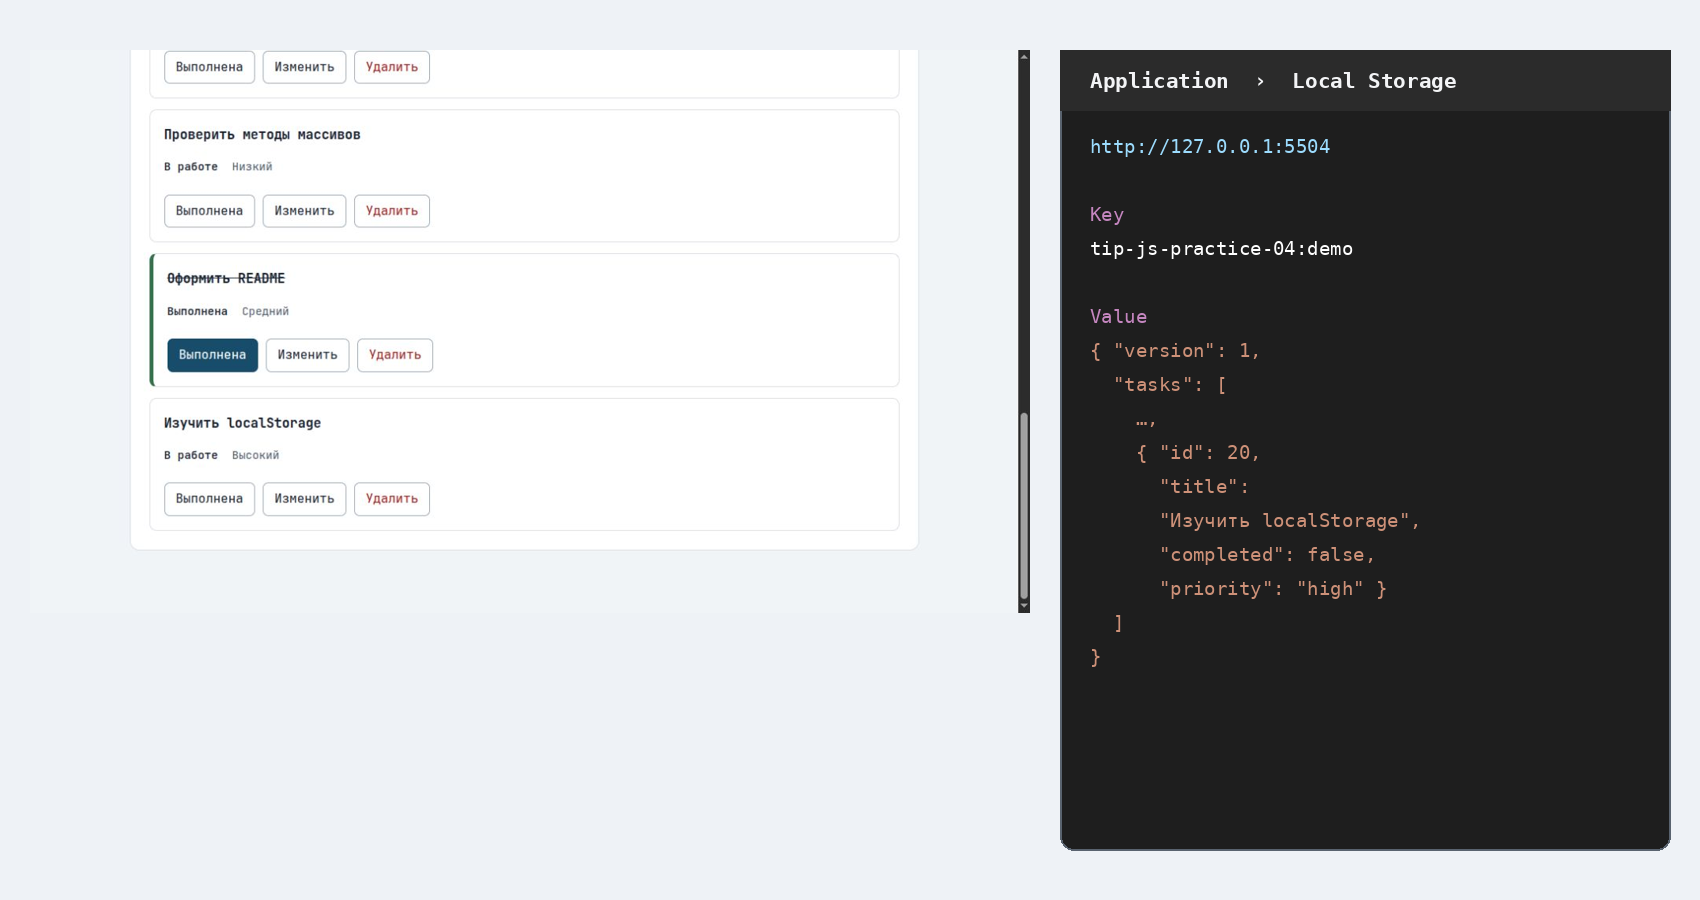 Выполнена Изменить Удалить
Проверить методы массивов
В работе Низкий
Выполнена Изменить Удалить
Оформить README
Выполнена Средний
Выполнена Изменить Удалить
Изучить localStorage
В работе Высокий
Выполнена Изменить Удалить
Application › Local Storage
http://127.0.0.1:5504
Key
tip-js-practice-04:demo
Value
{ "version": 1,
"tasks": [
…,
{ "id": 20,
"title":
"Изучить localStorage",
"completed": false,
"priority": "high" }
]
}